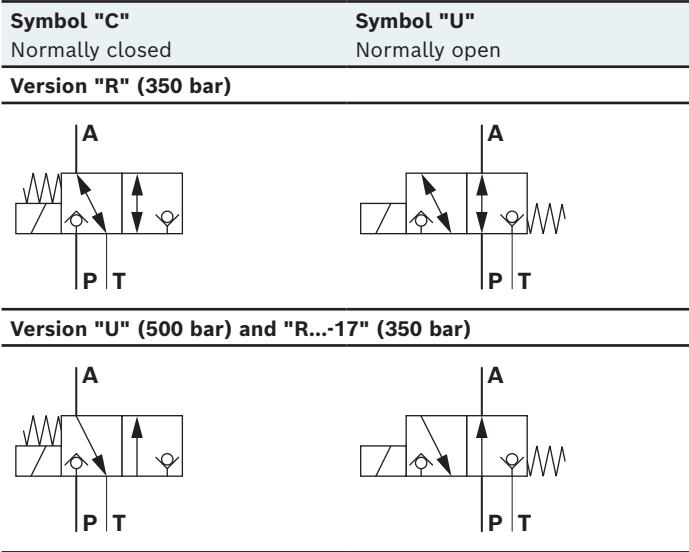 Symbol "C" Symbol "U"
Normally closed Normally open
Version "R" (350 bar)
A A
P T P T
Version "U" (500 bar) and "R...-17" (350 bar)
A A
P T P T